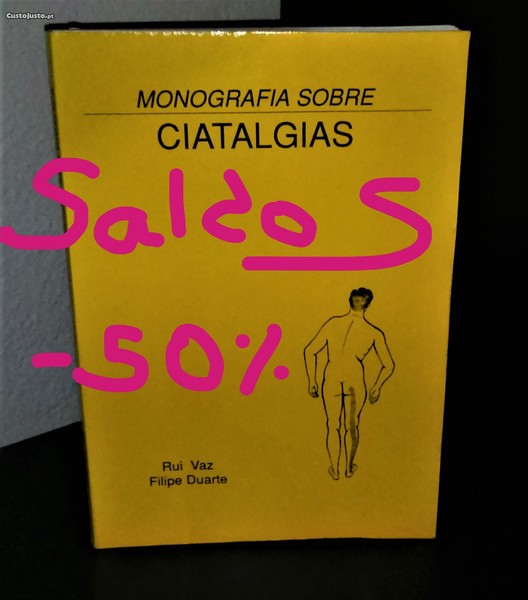 CustoJusto.pt
MONOGRAFIA SOBRE
CIATALGIAS
Saldos
-50%
Rui Vaz
Filipe Duarte